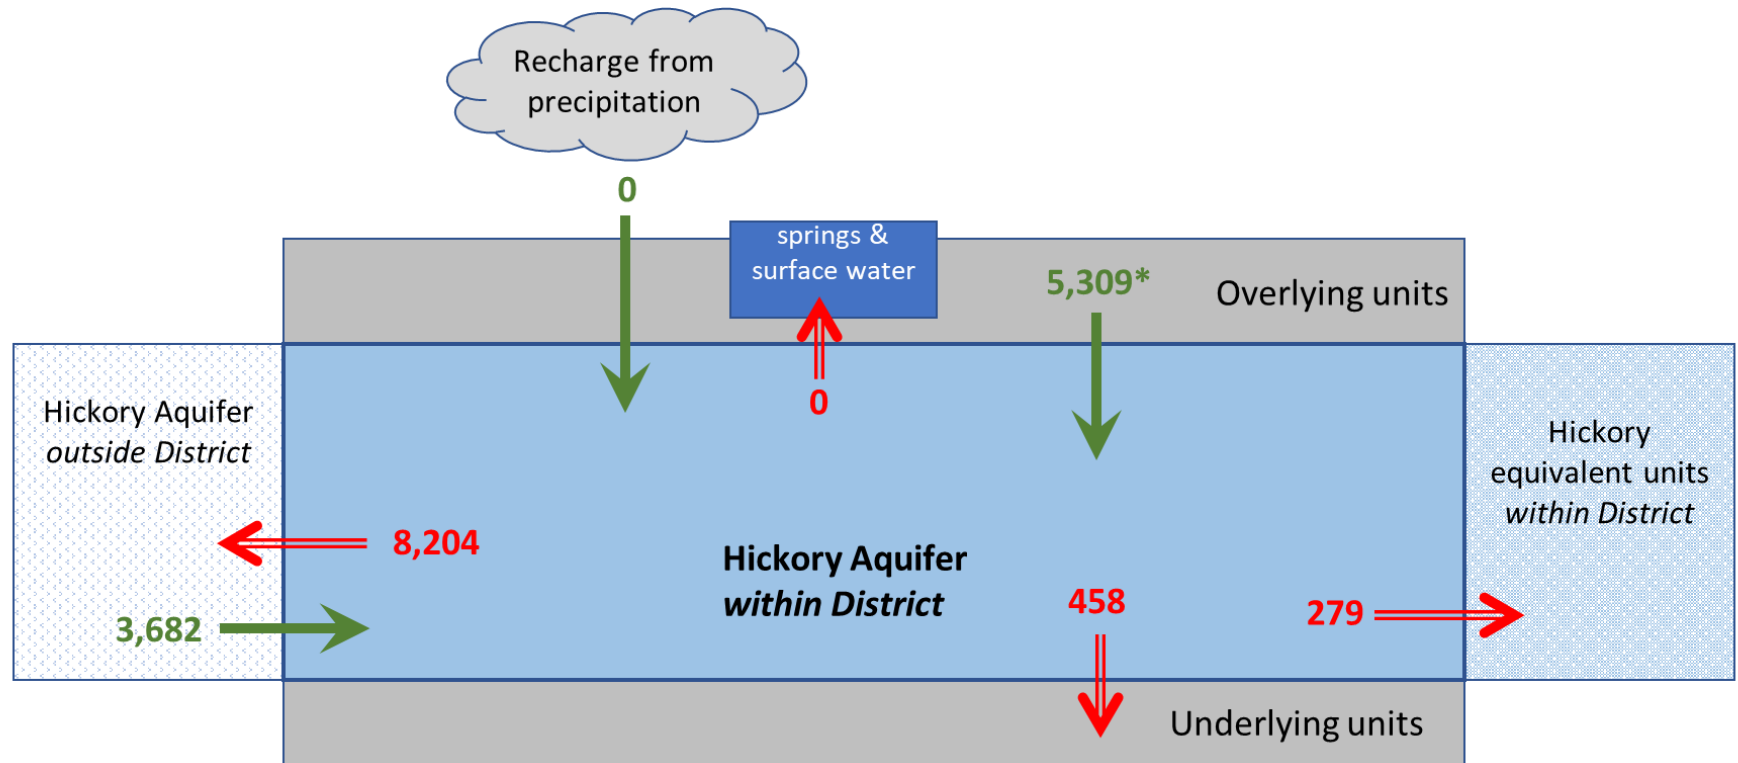 Recharge from
precipitation
0
springs &
surface water
5,309*
Overlying units
0
Hickory Aquifer
outside District
Hickory
equivalent units
within District
8,204
Hickory Aquifer
within District
458
279
3,682
Underlying units